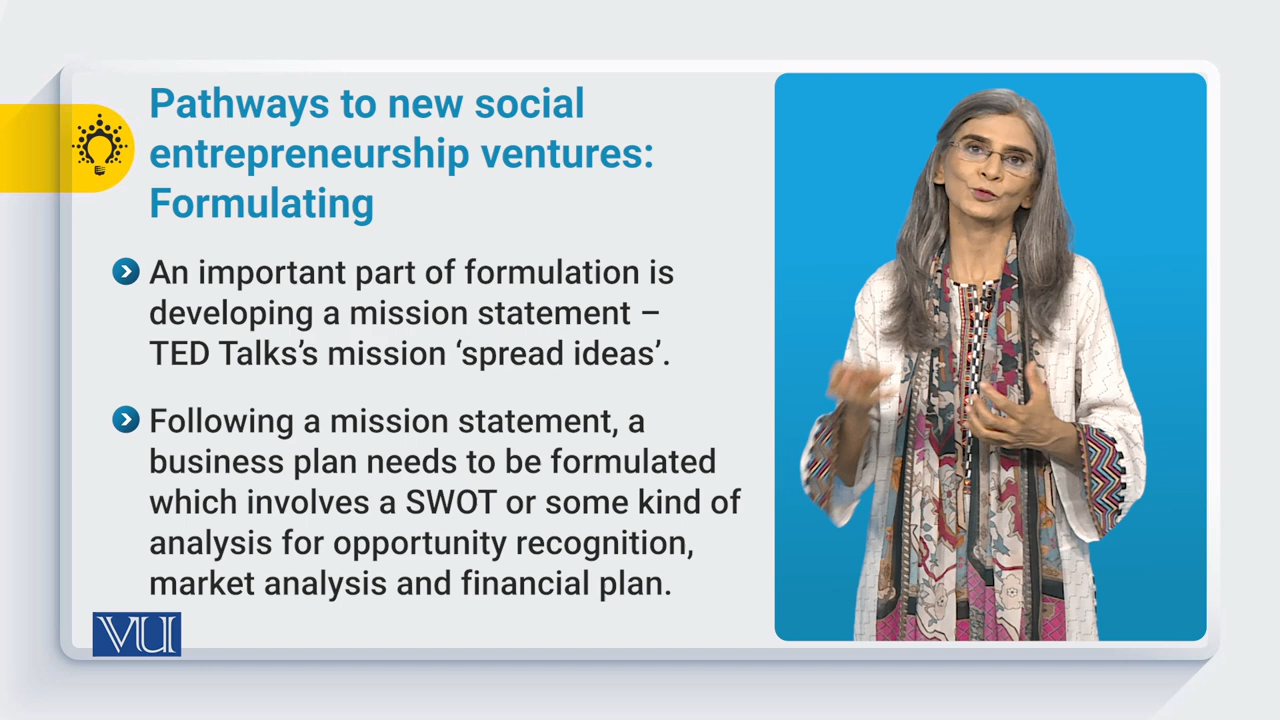 Pathways to new social
entrepreneurship ventures:
Formulating
An important part of formulation is
developing a mission statement –
TED Talks’s mission ‘spread ideas’.
Following a mission statement, a
business plan needs to be formulated
which involves a SWOT or some kind of
analysis for opportunity recognition,
market analysis and financial plan.
VU